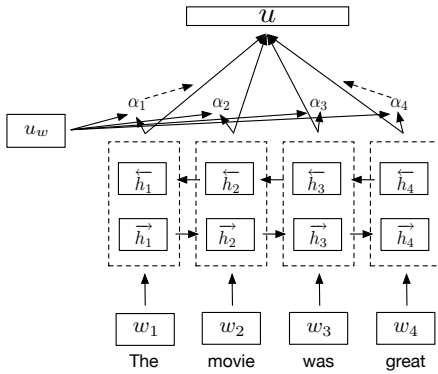 u
α₁ α₂ α₃ α₄
u_w
←h₁ ←h₂ ←h₃ ←h₄
→h₁ →h₂ →h₃ →h₄
w₁ w₂ w₃ w₄
The movie was great